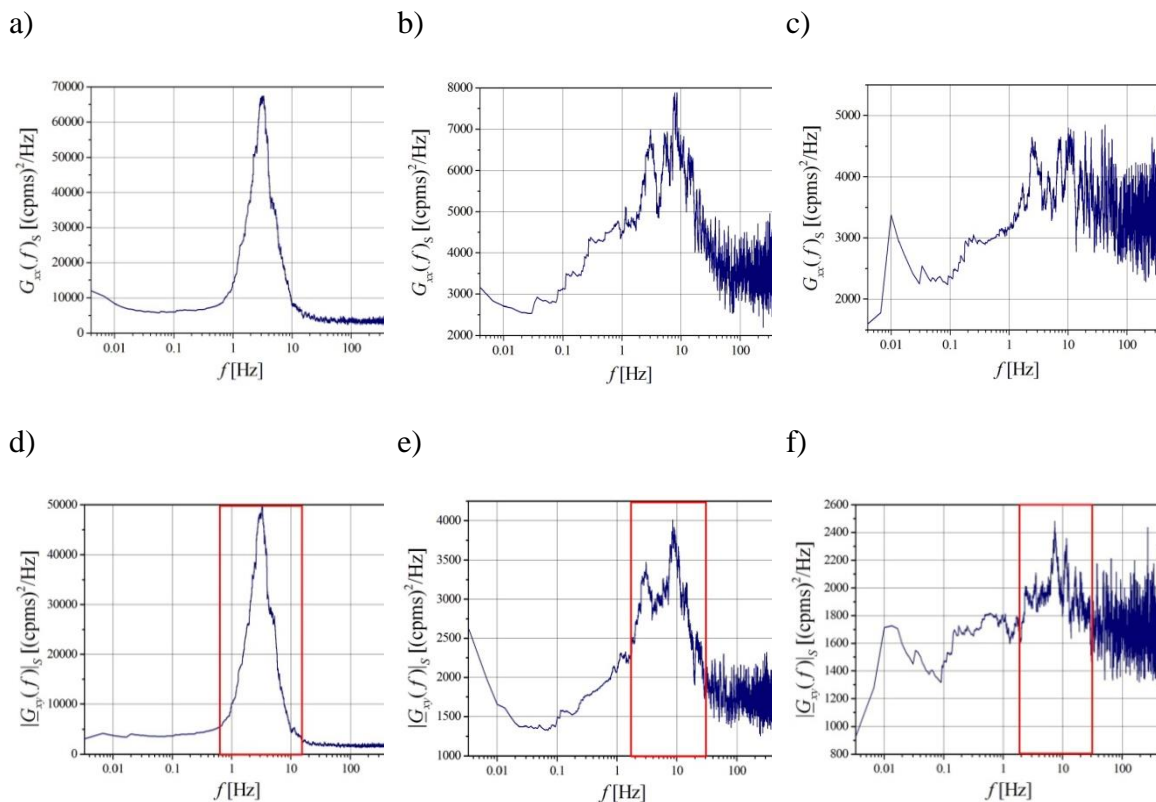 a)
b)
c)
70000
60000
50000
40000
30000
20000
10000
0
0.01 0.1 1 10 100
f [Hz]
Gxx(f)S [(cpms)²/Hz]
8000
7000
6000
5000
4000
3000
2000
0.01 0.1 1 10 100
f [Hz]
Gxx(f)S [(cpms)²/Hz]
5000
4000
3000
2000
0.01 0.1 1 10 100
f [Hz]
Gxx(f)S [(cpms)²/Hz]
d)
e)
f)
50000
40000
30000
20000
10000
0
0.01 0.1 1 10 100
f [Hz]
|Gxy(f)|S [(cpms)²/Hz]
4000
3500
3000
2500
2000
1500
1000
0.01 0.1 1 10 100
f [Hz]
|Gxy(f)|S [(cpms)²/Hz]
2600
2400
2200
2000
1800
1600
1400
1200
1000
800
0.01 0.1 1 10 100
f [Hz]
|Gxy(f)|S [(cpms)²/Hz]